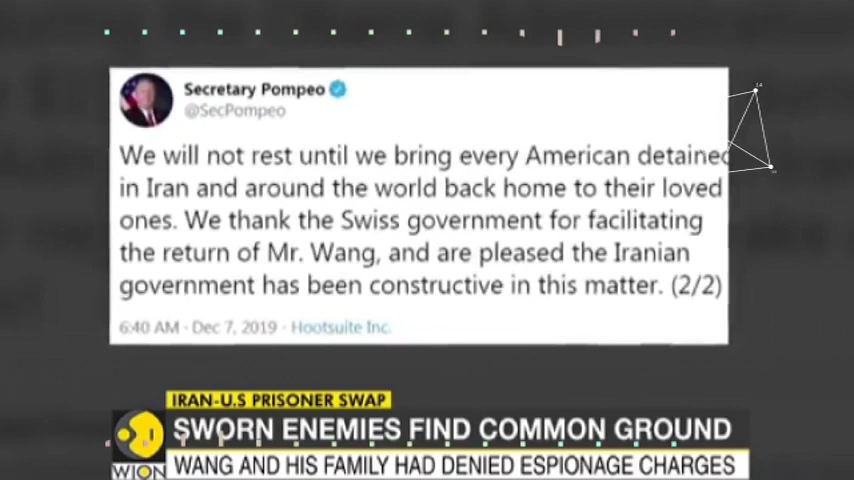 Secretary Pompeo
@SecPompeo
We will not rest until we bring every American detained
in Iran and around the world back home to their loved
ones. We thank the Swiss government for facilitating
the return of Mr. Wang, and are pleased the Iranian
government has been constructive in this matter. (2/2)
6:40 AM · Dec 7, 2019 · Hootsuite Inc.
IRAN-U.S PRISONER SWAP
SWORN ENEMIES FIND COMMON GROUND
WION
WANG AND HIS FAMILY HAD DENIED ESPIONAGE CHARGES